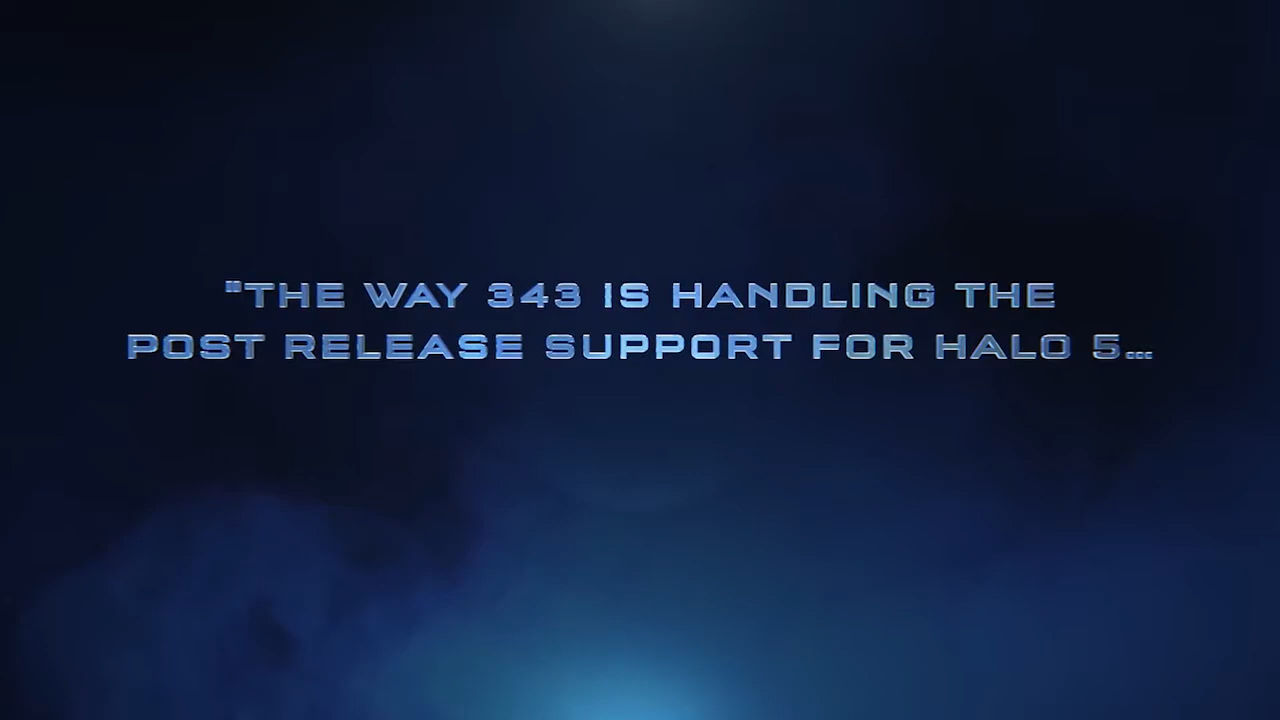 "THE WAY 343 IS HANDLING THE
POST RELEASE SUPPORT FOR HALO 5...